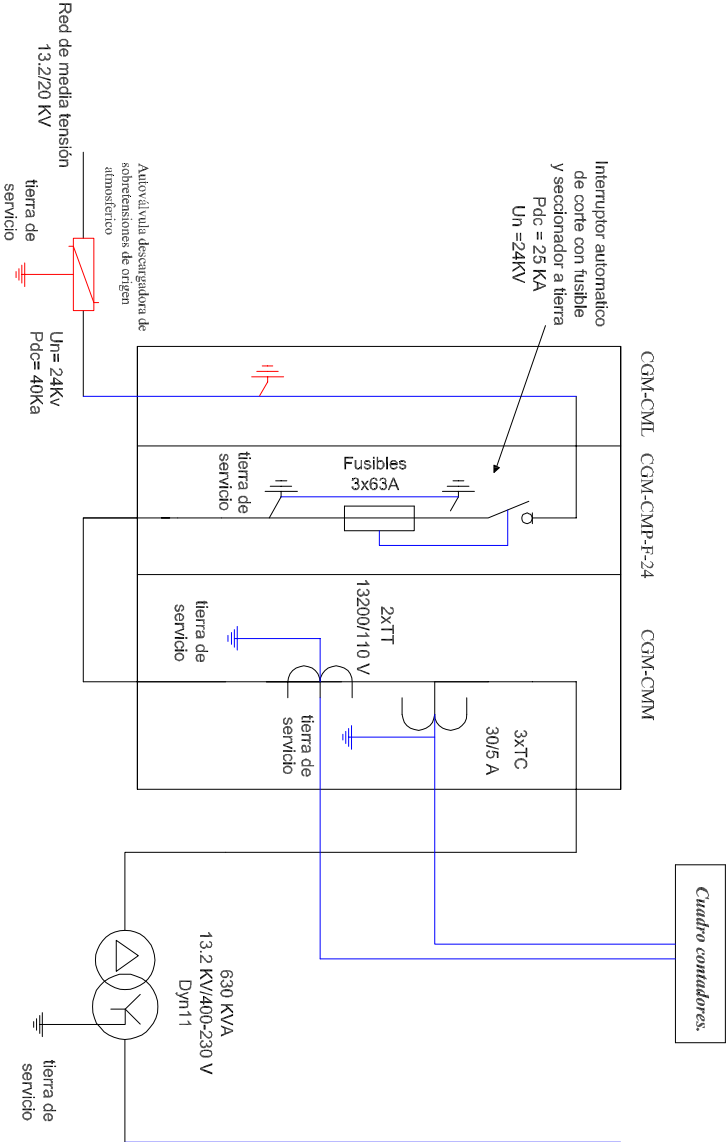 Red de media tensión
13.2/20 KV
Autoválvula descargadora de
sobretensiones de origen
atmosferico
tierra de
servicio
Un= 24Kv
Pdc= 40Ka
Interruptor automatico
de corte con fusible
y seccionador a tierra
Pdc = 25 KA
Un =24KV
CGM-CML
CGM-CMP-F-24
CGM-CMM
Fusibles
3x63A
tierra de
servicio
2xTT
13200/110 V
tierra de
servicio
3xTC
30/5 A
tierra de
servicio
Cuadro contadores.
630 KVA
13.2 KV/400-230 V
Dyn11
tierra de
servicio